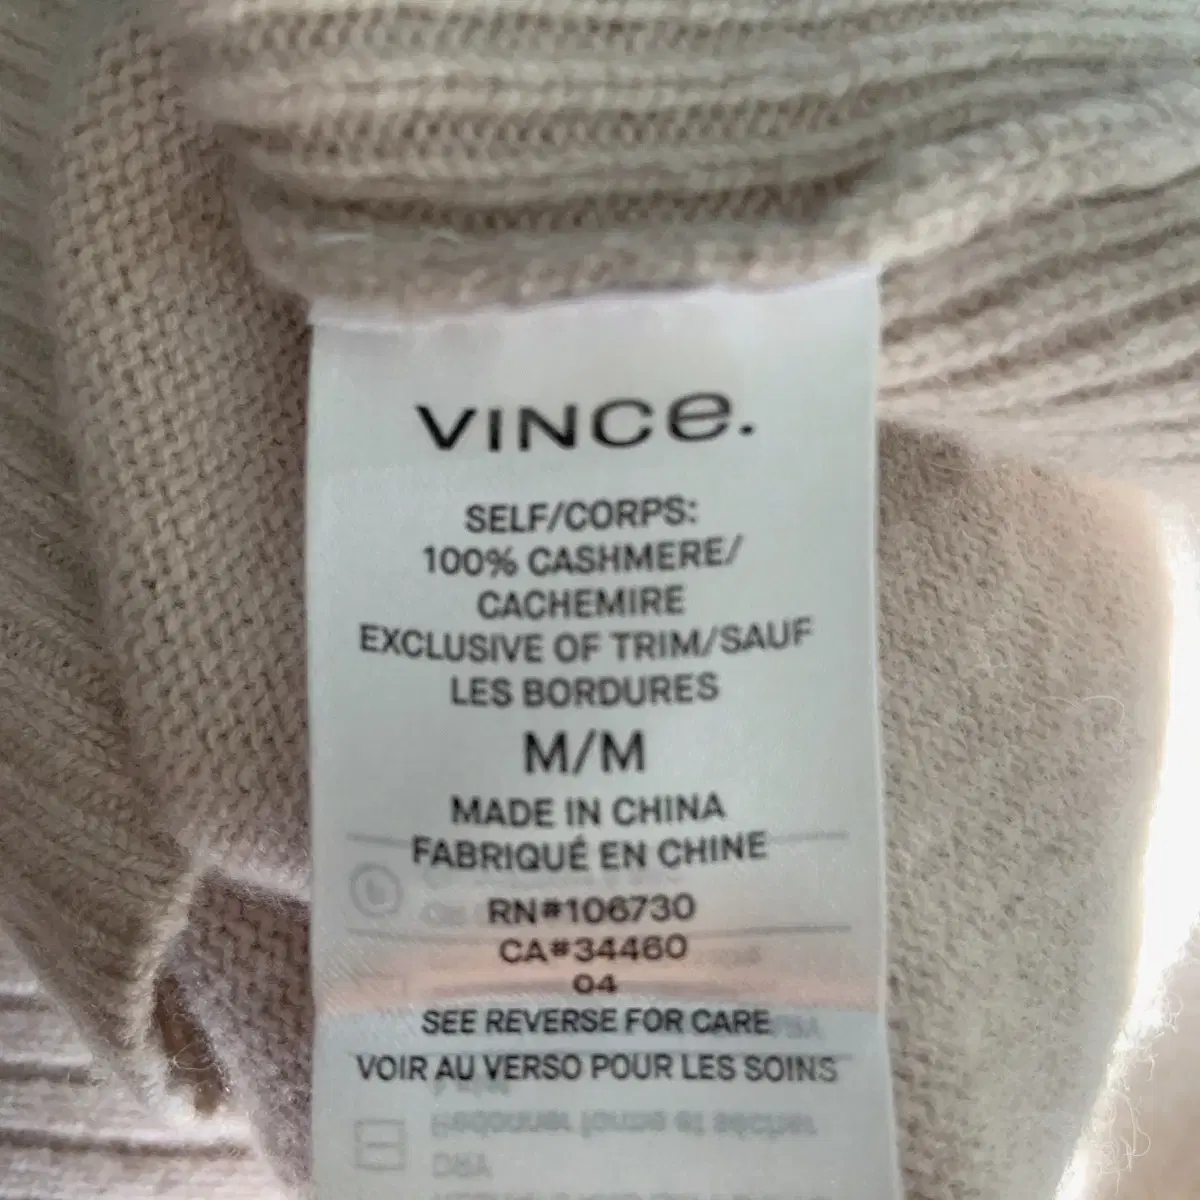 VINCe.
SELF/CORPS:
100% CASHMERE/
CACHEMIRE
EXCLUSIVE OF TRIM/SAUF
LES BORDURES
M/M
MADE IN CHINA
FABRIQUÉ EN CHINE
RN#106730
CA#34460
04
SEE REVERSE FOR CARE
VOIR AU VERSO POUR LES SOINS